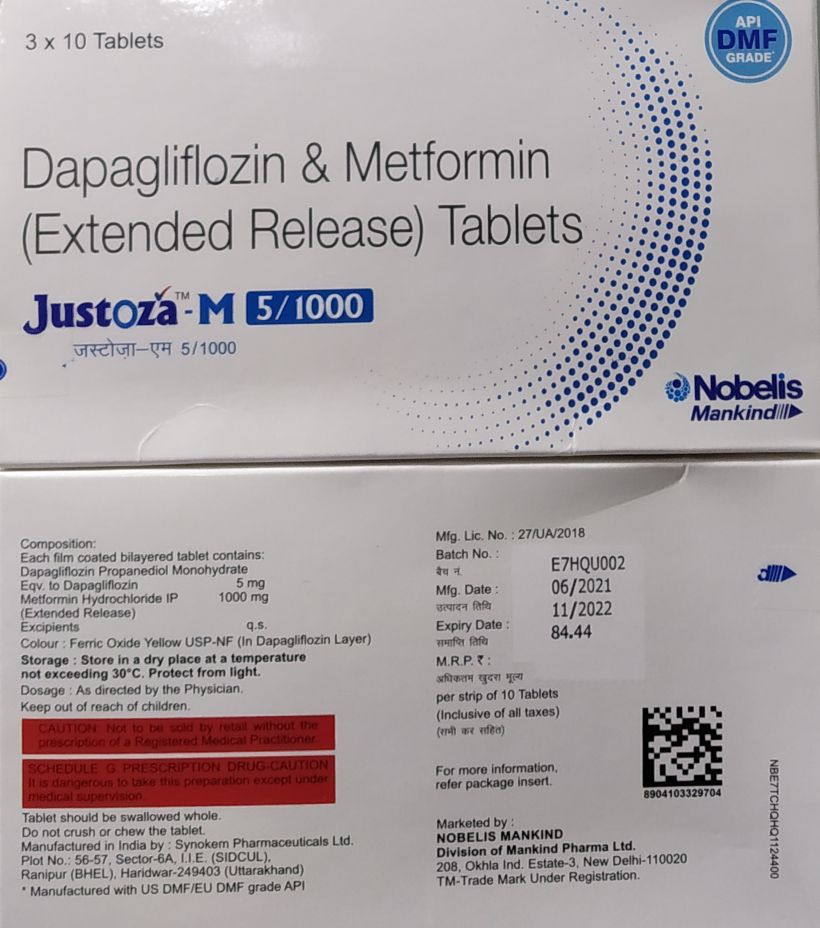 3 x 10 Tablets
API
DMF
GRADE*
Dapagliflozin & Metformin
(Extended Release) Tablets
Justoza™-M 5/1000
जस्टोज़ा–एम 5/1000
Nobelis
Mankind
Composition:
Each film coated bilayered tablet contains:
Dapagliflozin Propanediol Monohydrate
Eqv. to Dapagliflozin 5 mg
Metformin Hydrochloride IP 1000 mg
(Extended Release)
Excipients q.s.
Colour : Ferric Oxide Yellow USP-NF (In Dapagliflozin Layer)
Storage : Store in a dry place at a temperature
not exceeding 30°C. Protect from light.
Dosage : As directed by the Physician.
Keep out of reach of children.
CAUTION: Not to be sold by retail without the
prescription of a Registered Medical Practitioner.
SCHEDULE G PRESCRIPTION DRUG-CAUTION
It is dangerous to take this preparation except under
medical supervision.
Tablet should be swallowed whole.
Do not crush or chew the tablet.
Manufactured in India by : Synokem Pharmaceuticals Ltd.
Plot No.: 56-57, Sector-6A, I.I.E. (SIDCUL),
Ranipur (BHEL), Haridwar-249403 (Uttarakhand)
* Manufactured with US DMF/EU DMF grade API
Mfg. Lic. No. : 27/UA/2018
Batch No. :
बैच नं.
E7HQU002
Mfg. Date :
06/2021
उत्पादन तिथि
11/2022
Expiry Date :
84.44
समाप्ति तिथि
M.R.P. ₹ :
अधिकतम खुदरा मूल्य
per strip of 10 Tablets
(Inclusive of all taxes)
(सभी कर सहित)
For more information,
refer package insert.
8904103329704
NBE7TCHQHQ1124400
Marketed by :
NOBELIS MANKIND
Division of Mankind Pharma Ltd.
208, Okhla Ind. Estate-3, New Delhi-110020
TM-Trade Mark Under Registration.